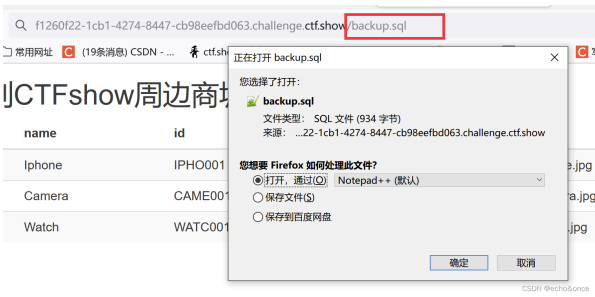 f1260f22-1cb1-4274-8447-cb98eefbd063.challenge.ctf.show/backup.sql
常用网址 (19条消息) CSDN - ... ctf.sh
CTFshow周边商城
name id
Iphone IPHO001 e.jpg
Camera CAME001 ra.jpg
Watch WATC001 .jpg
正在打开 backup.sql
您选择了打开:
backup.sql
文件类型: SQL 文件 (934 字节)
来源: ...22-1cb1-4274-8447-cb98eefbd063.challenge.ctf.show
您想要 Firefox 如何处理此文件?
打开,通过(O) Notepad++ (默认)
保存文件(S)
保存到百度网盘
确定 取消
CSDN @echo&once